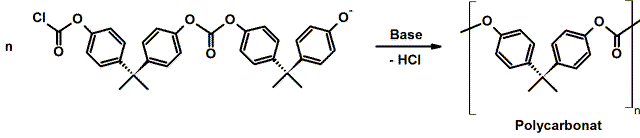 n
Cl O O O O O O O⁻
Base
- HCl
O O O
n
Polycarbonat